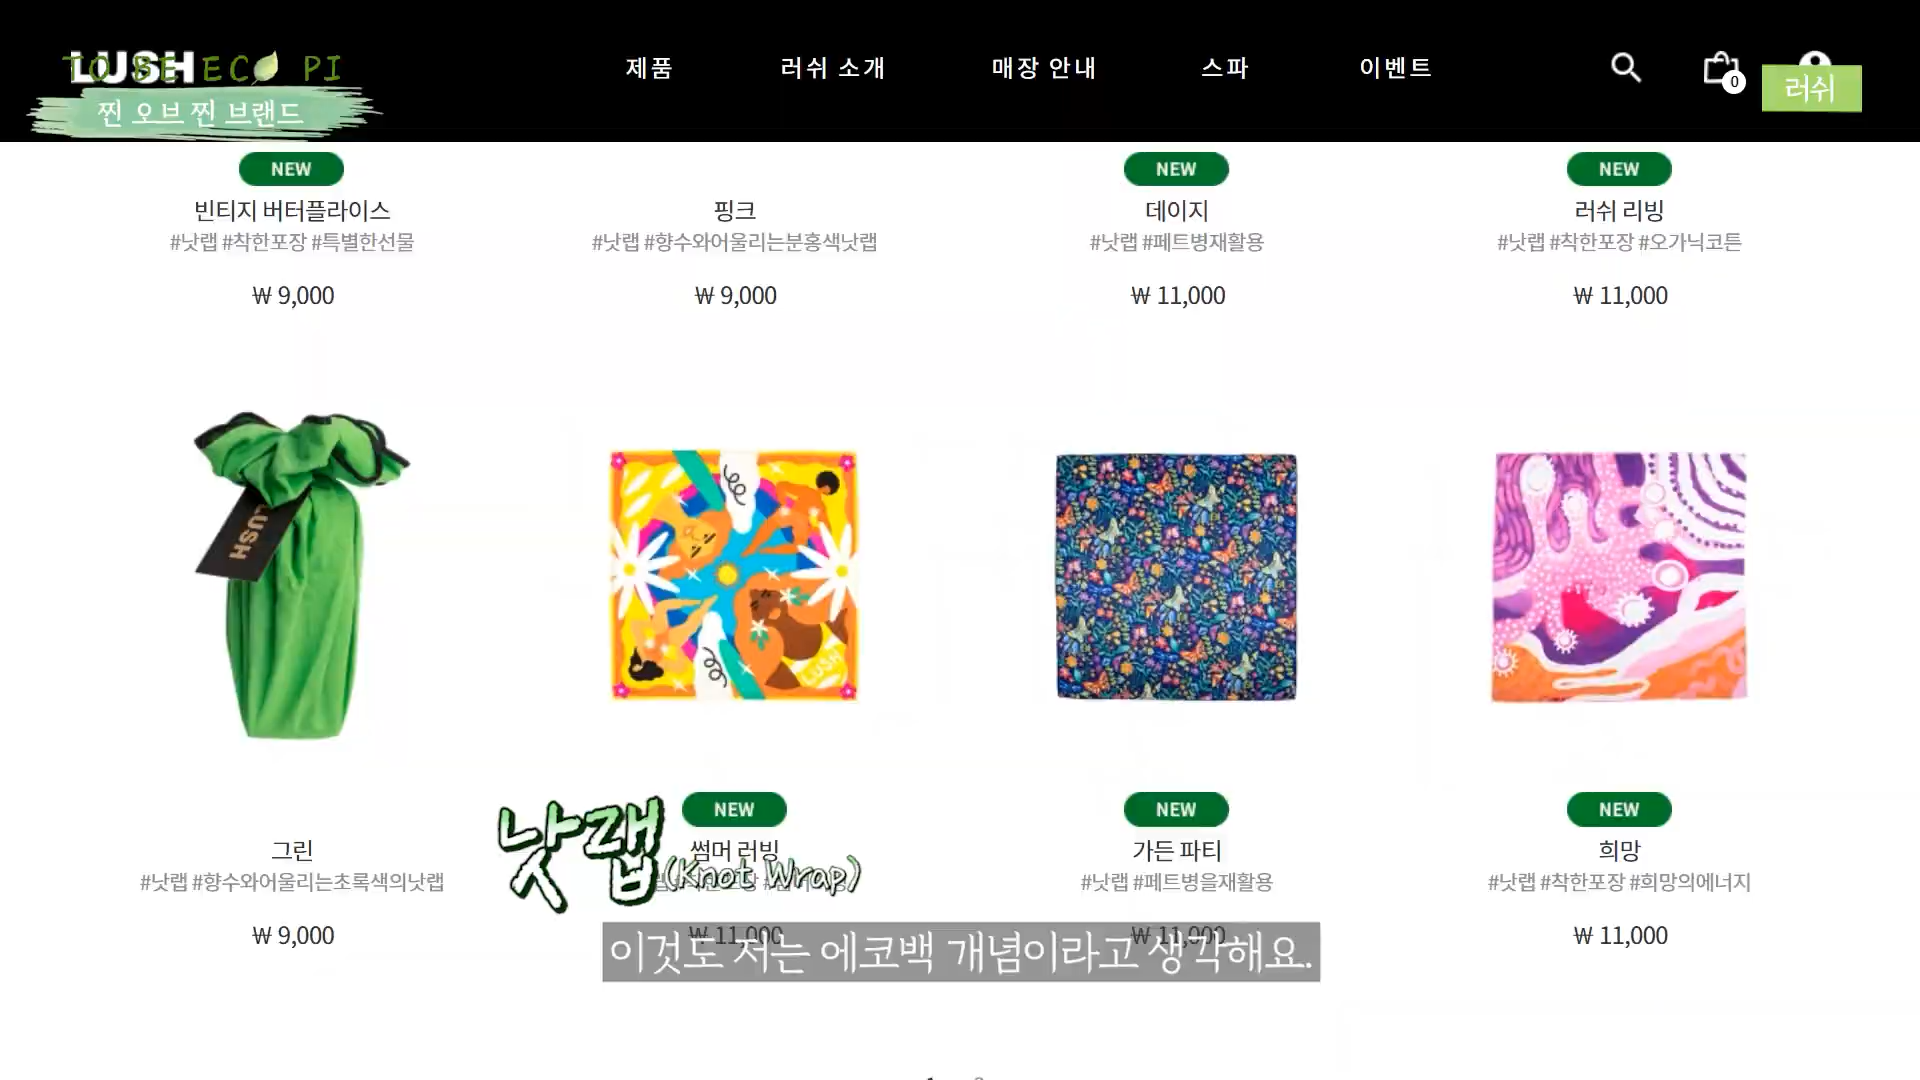 LUSH
TO BE ECO PI
찐 오브 찐 브랜드
제품 러쉬 소개 매장 안내 스파 이벤트
0
러쉬
NEW NEW NEW
빈티지 버터플라이스 핑크 데이지 러쉬 리빙
#낫랩 #착한포장 #특별한선물 #낫랩 #향수와어울리는분홍색낫랩 #낫랩 #페트병재활용 #낫랩 #착한포장 #오가닉코튼
₩ 9,000 ₩ 9,000 ₩ 11,000 ₩ 11,000
LUSH
LUSH
NEW NEW NEW
낫랩 (Knot Wrap)
그린 썸머 러빙 가든 파티 희망
#낫랩 #향수와어울리는초록색의낫랩 #낫랩 #페트병을재활용 #낫랩 #착한포장 #희망의에너지
₩ 9,000 ₩ 11,000 ₩ 11,000 ₩ 11,000
이것도 저는 에코백 개념이라고 생각해요.